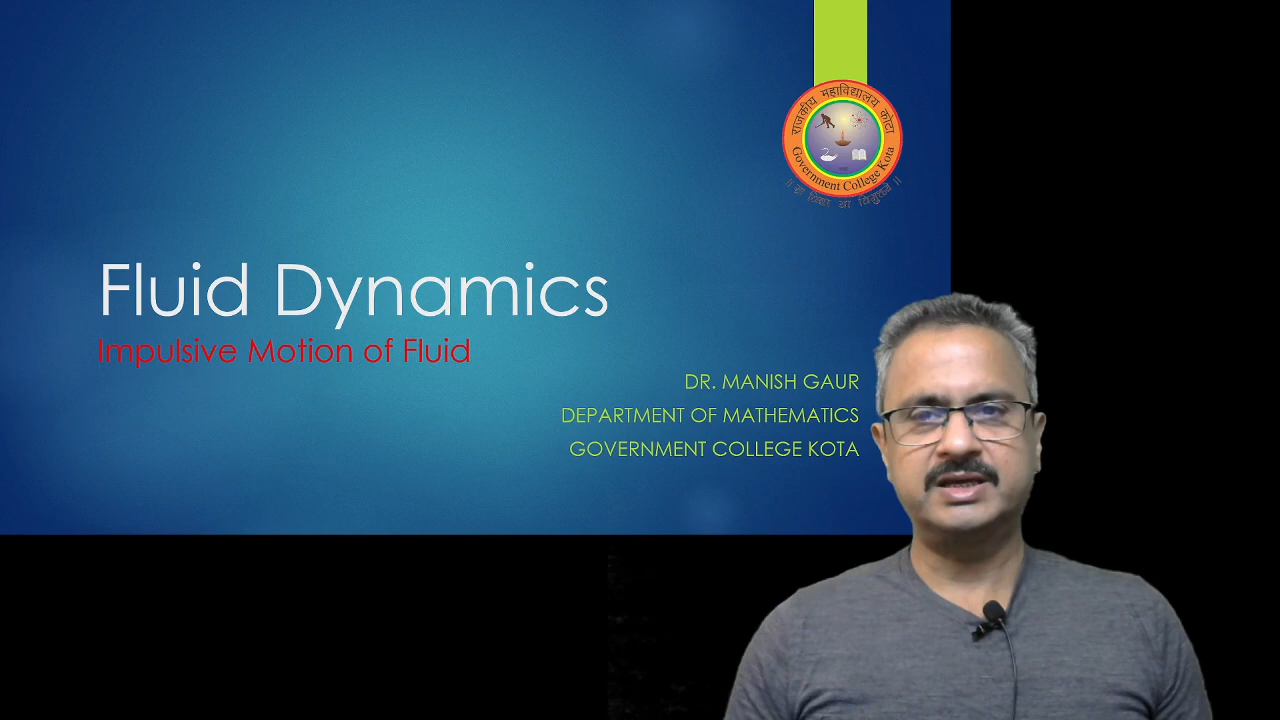 राजकीय महाविद्यालय कोटा
Government College Kota
Fluid Dynamics
Impulsive Motion of Fluid
DR. MANISH GAUR
DEPARTMENT OF MATHEMATICS
GOVERNMENT COLLEGE KOTA